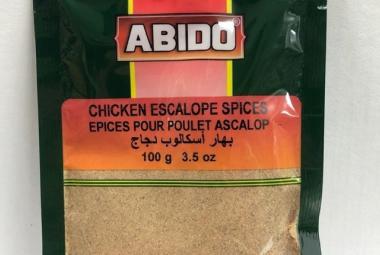 ABIDO
CHICKEN ESCALOPE SPICES
EPICES POUR POULET ASCALOP
بهار أسكالوب دجاج
100 g 3.5 oz